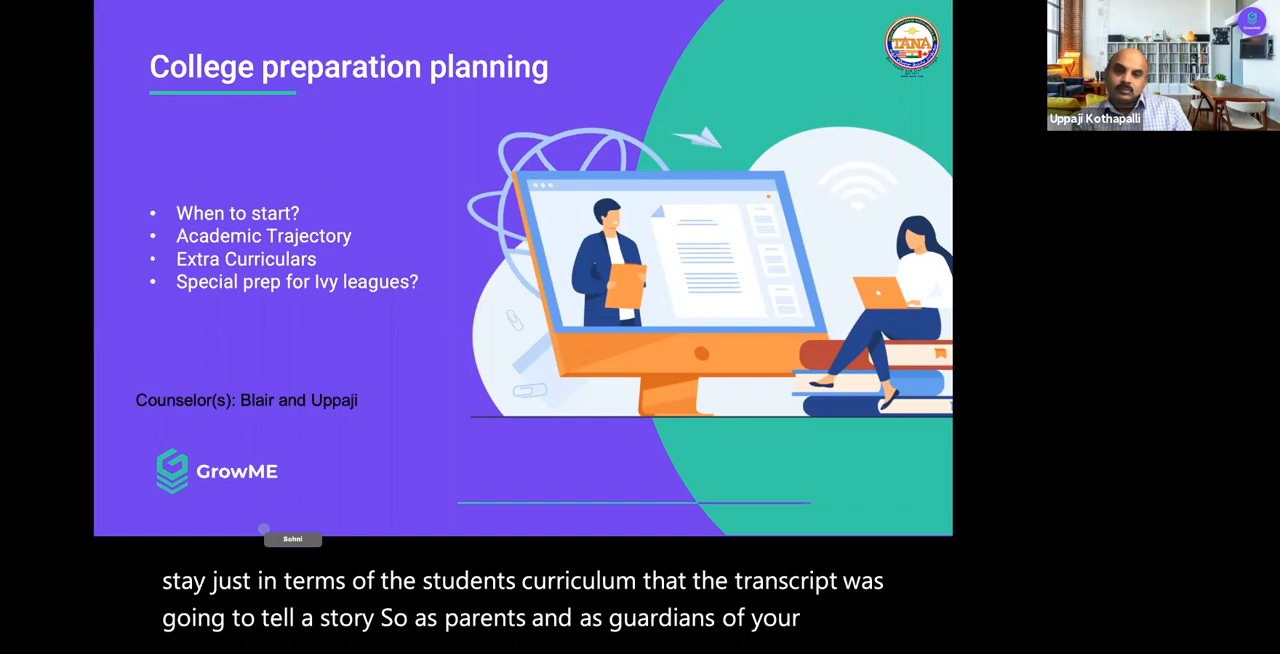 College preparation planning
TANA
GrowME
Uppaji Kothapalli
• When to start?
• Academic Trajectory
• Extra Curriculars
• Special prep for Ivy leagues?
Counselor(s): Blair and Uppaji
GrowME
Sohni
stay just in terms of the students curriculum that the transcript was
going to tell a story So as parents and as guardians of your